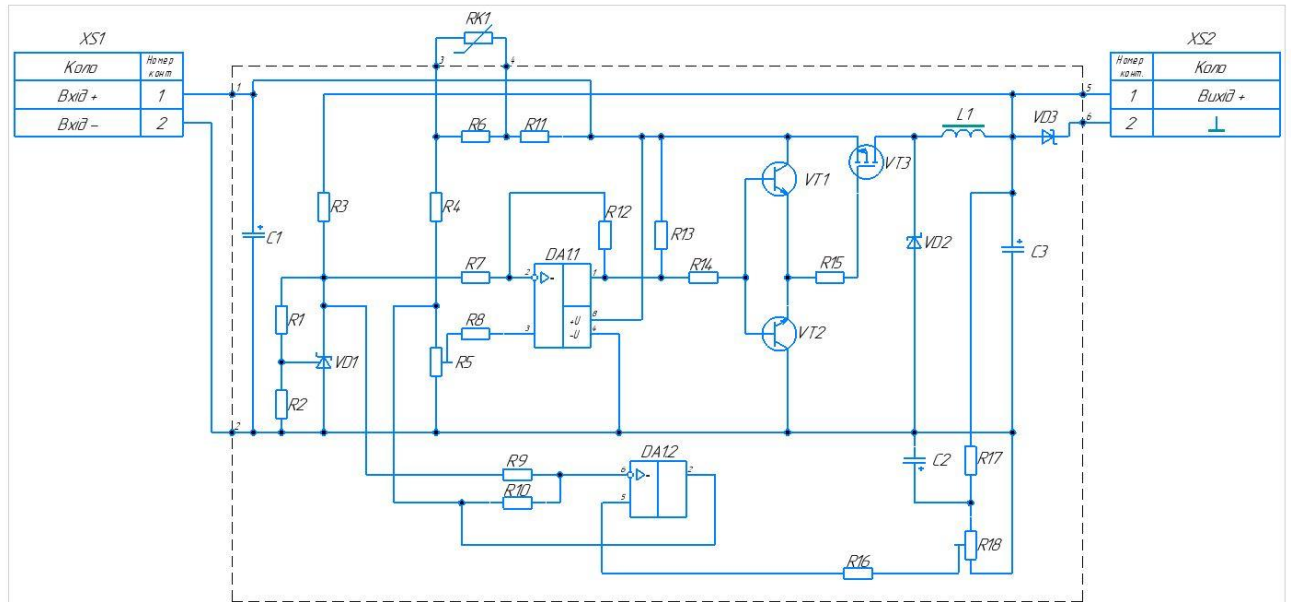 RK1
3
4
XS1
Коло
Номер
конт
Вхід +
1
Вхід –
2
XS2
Номер
конт.
Коло
1
Вихід +
2
1
5
6
R6
R11
L1
VD3
VT1
VT3
R3
R4
R12
R13
C1
VD2
C3
DA1.1
R7
2
1
R14
R15
R1
R8
+U
8
-U
4
3
VT2
VD1
R5
R2
2
DA1.2
C2
R17
R9
6
2
R10
5
R18
R16